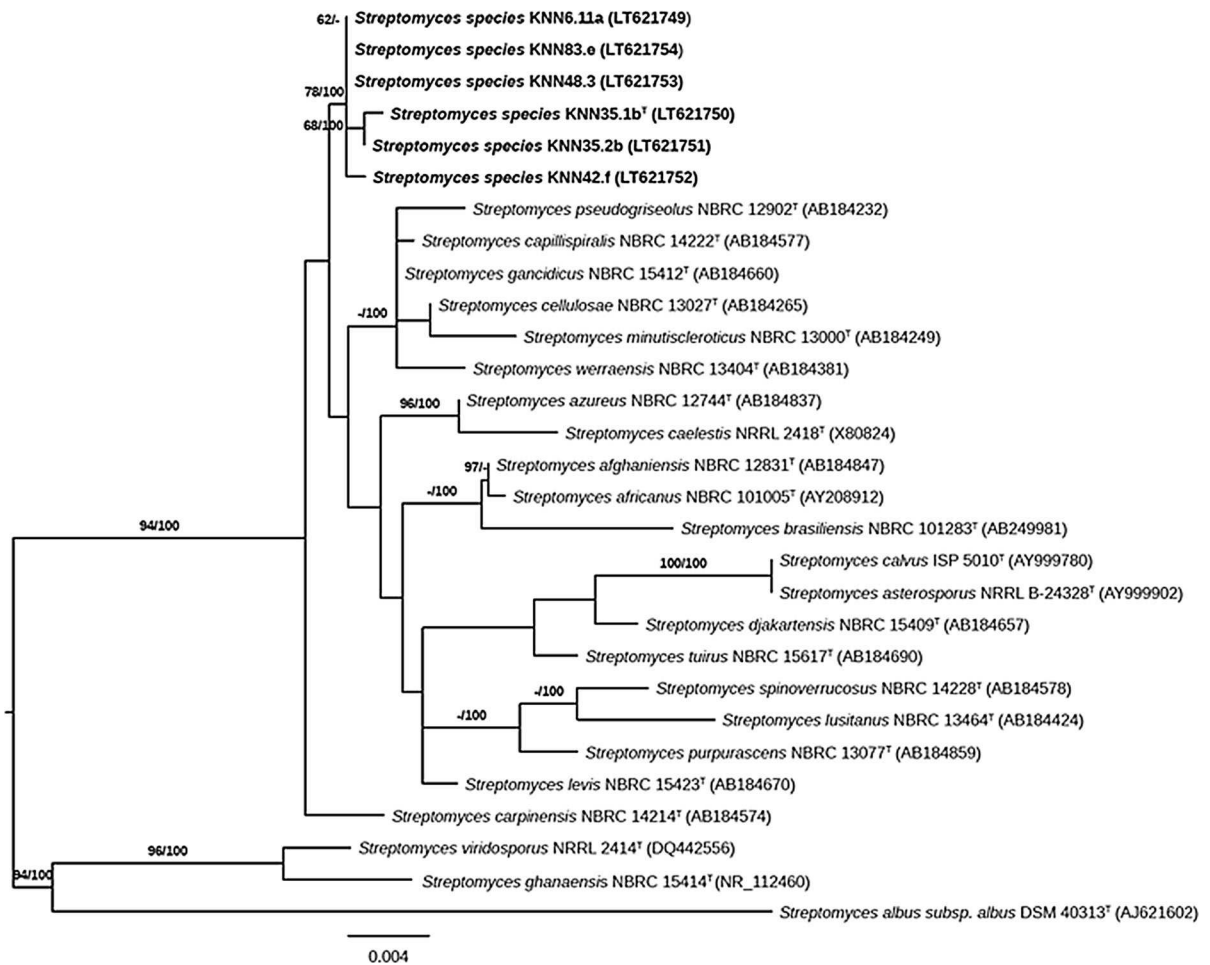 62/-
Streptomyces species KNN6.11a (LT621749)
Streptomyces species KNN83.e (LT621754)
Streptomyces species KNN48.3 (LT621753)
78/100
68/100
Streptomyces species KNN35.1bᵀ (LT621750)
Streptomyces species KNN35.2b (LT621751)
Streptomyces species KNN42.f (LT621752)
Streptomyces pseudogriseolus NBRC 12902ᵀ (AB184232)
Streptomyces capillispiralis NBRC 14222ᵀ (AB184577)
Streptomyces gancidicus NBRC 15412ᵀ (AB184660)
-/100
Streptomyces cellulosae NBRC 13027ᵀ (AB184265)
Streptomyces minutiscleroticus NBRC 13000ᵀ (AB184249)
Streptomyces werraensis NBRC 13404ᵀ (AB184381)
96/100
Streptomyces azureus NBRC 12744ᵀ (AB184837)
Streptomyces caelestis NRRL 2418ᵀ (X80824)
97/-
Streptomyces afghaniensis NBRC 12831ᵀ (AB184847)
-/100
Streptomyces africanus NBRC 101005ᵀ (AY208912)
Streptomyces brasiliensis NBRC 101283ᵀ (AB249981)
94/100
100/100
Streptomyces calvus ISP 5010ᵀ (AY999780)
Streptomyces asterosporus NRRL B-24328ᵀ (AY999902)
Streptomyces djakartensis NBRC 15409ᵀ (AB184657)
Streptomyces tuirus NBRC 15617ᵀ (AB184690)
-/100
Streptomyces spinoverrucosus NBRC 14228ᵀ (AB184578)
-/100
Streptomyces lusitanus NBRC 13464ᵀ (AB184424)
Streptomyces purpurascens NBRC 13077ᵀ (AB184859)
Streptomyces levis NBRC 15423ᵀ (AB184670)
Streptomyces carpinensis NBRC 14214ᵀ (AB184574)
96/100
Streptomyces viridosporus NRRL 2414ᵀ (DQ442556)
94/100
Streptomyces ghanaensis NBRC 15414ᵀ (NR_112460)
Streptomyces albus subsp. albus DSM 40313ᵀ (AJ621602)
0.004